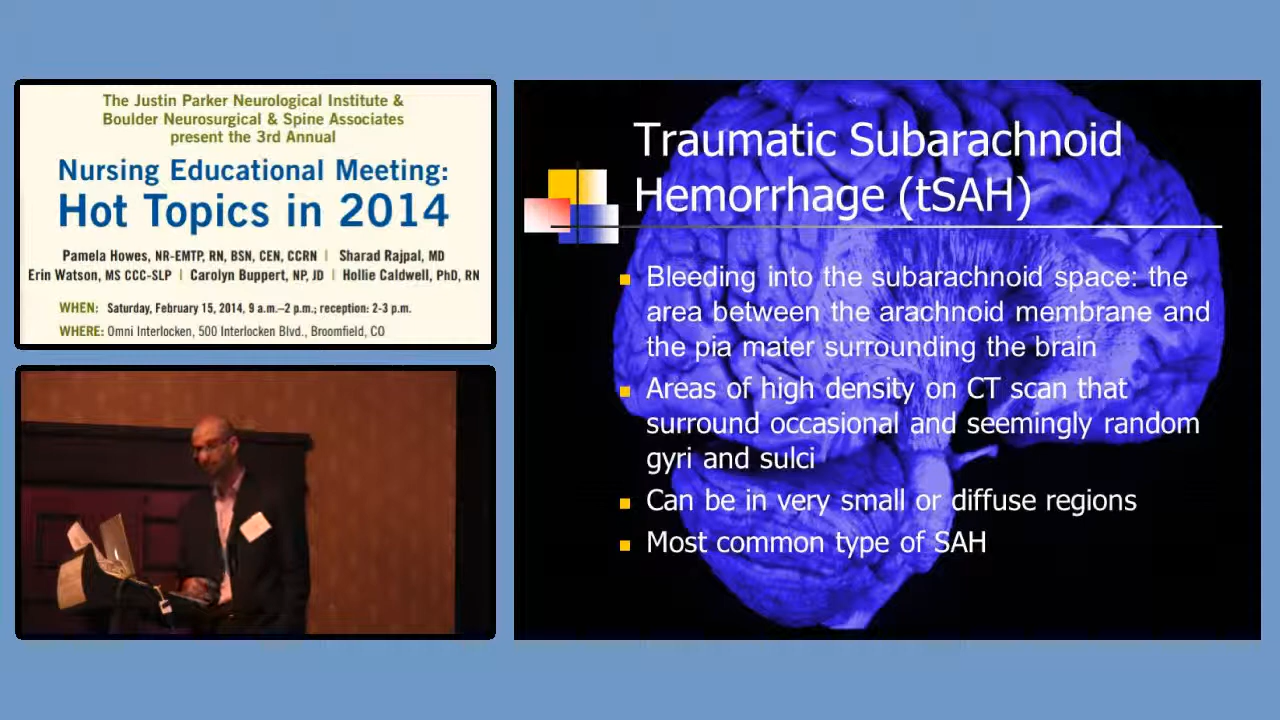 The Justin Parker Neurological Institute &
Boulder Neurosurgical & Spine Associates
present the 3rd Annual
Nursing Educational Meeting:
Hot Topics in 2014
Pamela Howes, NR-EMTP, RN, BSN, CEN, CCRN | Sharad Rajpal, MD
Erin Watson, MS CCC-SLP | Carolyn Buppert, NP, JD | Hollie Caldwell, PhD, RN
WHEN: Saturday, February 15, 2014, 9 a.m.–2 p.m.; reception: 2-3 p.m.
WHERE: Omni Interlocken, 500 Interlocken Blvd., Broomfield, CO
Traumatic Subarachnoid
Hemorrhage (tSAH)
Bleeding into the subarachnoid space: the
area between the arachnoid membrane and
the pia mater surrounding the brain
Areas of high density on CT scan that
surround occasional and seemingly random
gyri and sulci
Can be in very small or diffuse regions
Most common type of SAH